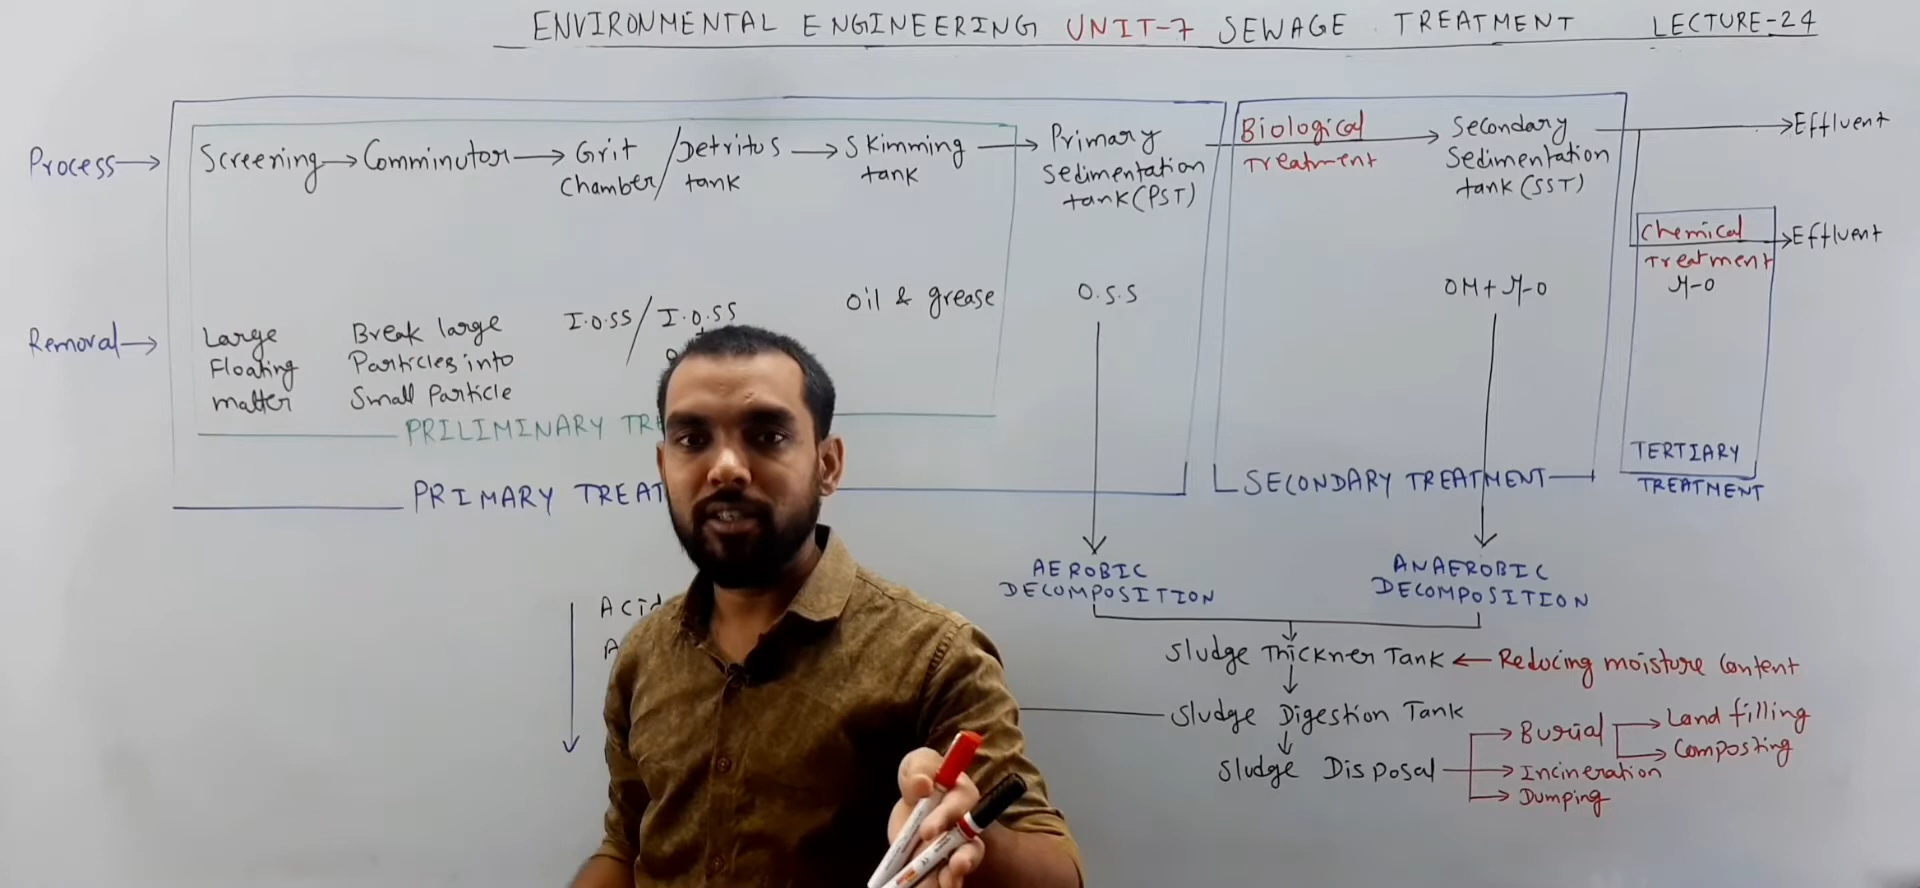 ENVIRONMENTAL ENGINEERING UNIT-7 SEWAGE TREATMENT LECTURE-24
Process→
Screening→Comminutor→Grit chamber/Detritus tank→Skimming tank→
Primary
Sedimentation
tank(PST)
Biological
Treatment
Secondary
Sedimentation
tank(SST)
→Effluent
Chemical
Treatment
M-O
→Effluent
Removal→
Large
Floating
matter
Break large
Particles into
Small Particle
I.O.SS/I.O.SS
Oil & grease
O.S.S
OM+M-O
PRILIMINARY
PRIMARY
SECONDARY TREATMENT
TERTIARY
TREATMENT
AEROBIC
DECOMPOSITION
ANAEROBIC
DECOMPOSITION
Sludge Thickner Tank ← Reducing moisture content
Sludge Digestion Tank
Sludge Disposal
→Burial
→Land filling
→Composting
→Incineration
→Dumping